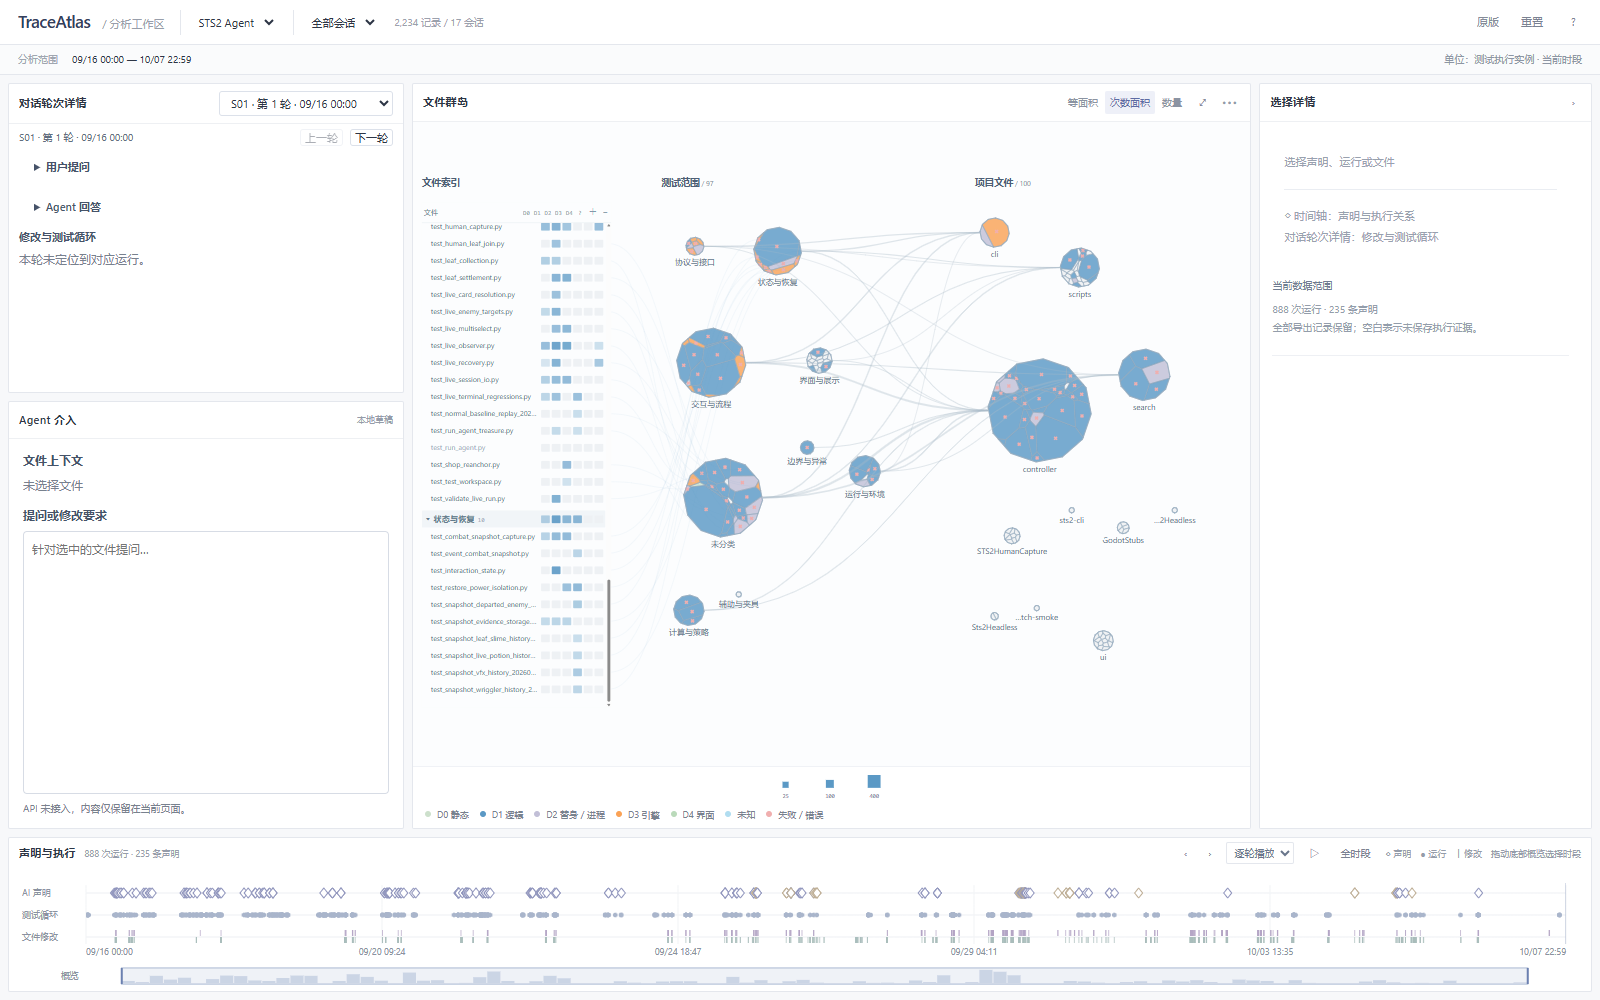 TraceAtlas / 分析工作区 STS2 Agent 全部会话 2,234 记录 / 17 会话 原版 重置 ?
分析范围 09/16 00:00 — 10/07 22:59 单位：测试执行实例 · 当前时段
对话轮次详情 S01 · 第 1 轮 · 09/16 00:00
S01 · 第 1 轮 · 09/16 00:00 上一轮 下一轮
▶ 用户提问
▶ Agent 回答
修改与测试循环
本轮未定位到对应运行。
Agent 介入 本地草稿
文件上下文
未选择文件
提问或修改要求
针对选中的文件提问...
API 未接入，内容仅保留在当前页面。
文件群岛 等面积 次数面积 数量
文件索引
文件 D0 D1 D2 D3 D4 ? + −
test_human_capture.py
test_human_leaf_join.py
test_leaf_collection.py
test_leaf_settlement.py
test_live_card_resolution.py
test_live_enemy_targets.py
test_live_multiselect.py
test_live_observer.py
test_live_recovery.py
test_live_session_io.py
test_live_terminal_regressions.py
test_normal_baseline_replay_202...
test_run_agent_treasure.py
test_run_agent.py
test_shop_reanchor.py
test_test_workspace.py
test_validate_live_run.py
状态与恢复 10
test_combat_snapshot_capture.py
test_event_combat_snapshot.py
test_interaction_state.py
test_restore_power_isolation.py
test_snapshot_departed_enemy_...
test_snapshot_evidence_storage...
test_snapshot_leaf_slime_history...
test_snapshot_live_potion_histor...
test_snapshot_vfx_history_20260...
test_snapshot_wriggler_history_2...
测试范围 / 97
协议与接口
状态与恢复
交互与流程
界面与展示
边界与异常
运行与环境
未分类
辅助与夹具
计算与策略
项目文件 / 100
cli
scripts
search
controller
sts2-cli
...2Headless
GodotStubs
STS2HumanCapture
...tch-smoke
Sts2Headless
ui
25 100 400
D0 静态 D1 逻辑 D2 替身 / 进程 D3 引擎 D4 界面 未知 失败 / 错误
选择详情
选择声明、运行或文件
◇ 时间轴：声明与执行关系
对话轮次详情：修改与测试循环
当前数据范围
888 次运行 · 235 条声明
全部导出记录保留；空白表示未保存执行证据。
声明与执行 888 次运行 · 235 条声明 ‹ › 逐轮播放 全时段 声明 运行 修改 拖动底部概览选择时段
AI 声明
测试循环
文件修改
09/16 00:00 09/20 09:24 09/24 18:47 09/29 04:11 10/03 13:35 10/07 22:59
概览